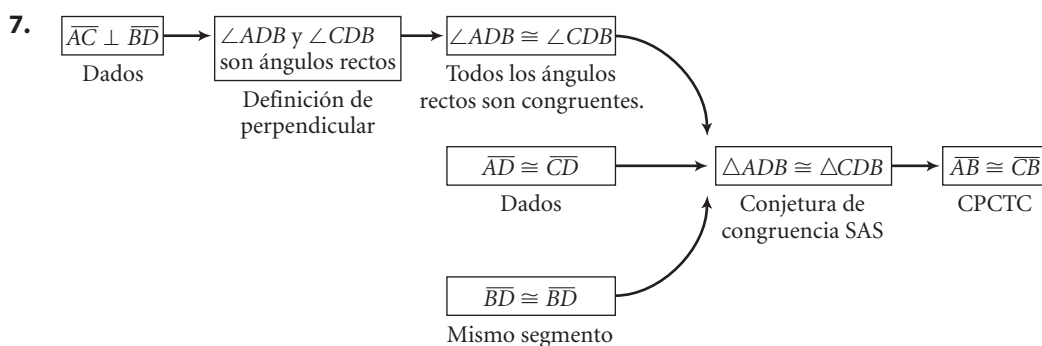 7.
AC ⊥ BD
Dados
∠ADB y ∠CDB
son ángulos rectos
Definición de
perpendicular
∠ADB ≅ ∠CDB
Todos los ángulos
rectos son congruentes.
AD ≅ CD
Dados
BD ≅ BD
Mismo segmento
△ADB ≅ △CDB
Conjetura de
congruencia SAS
AB ≅ CB
CPCTC